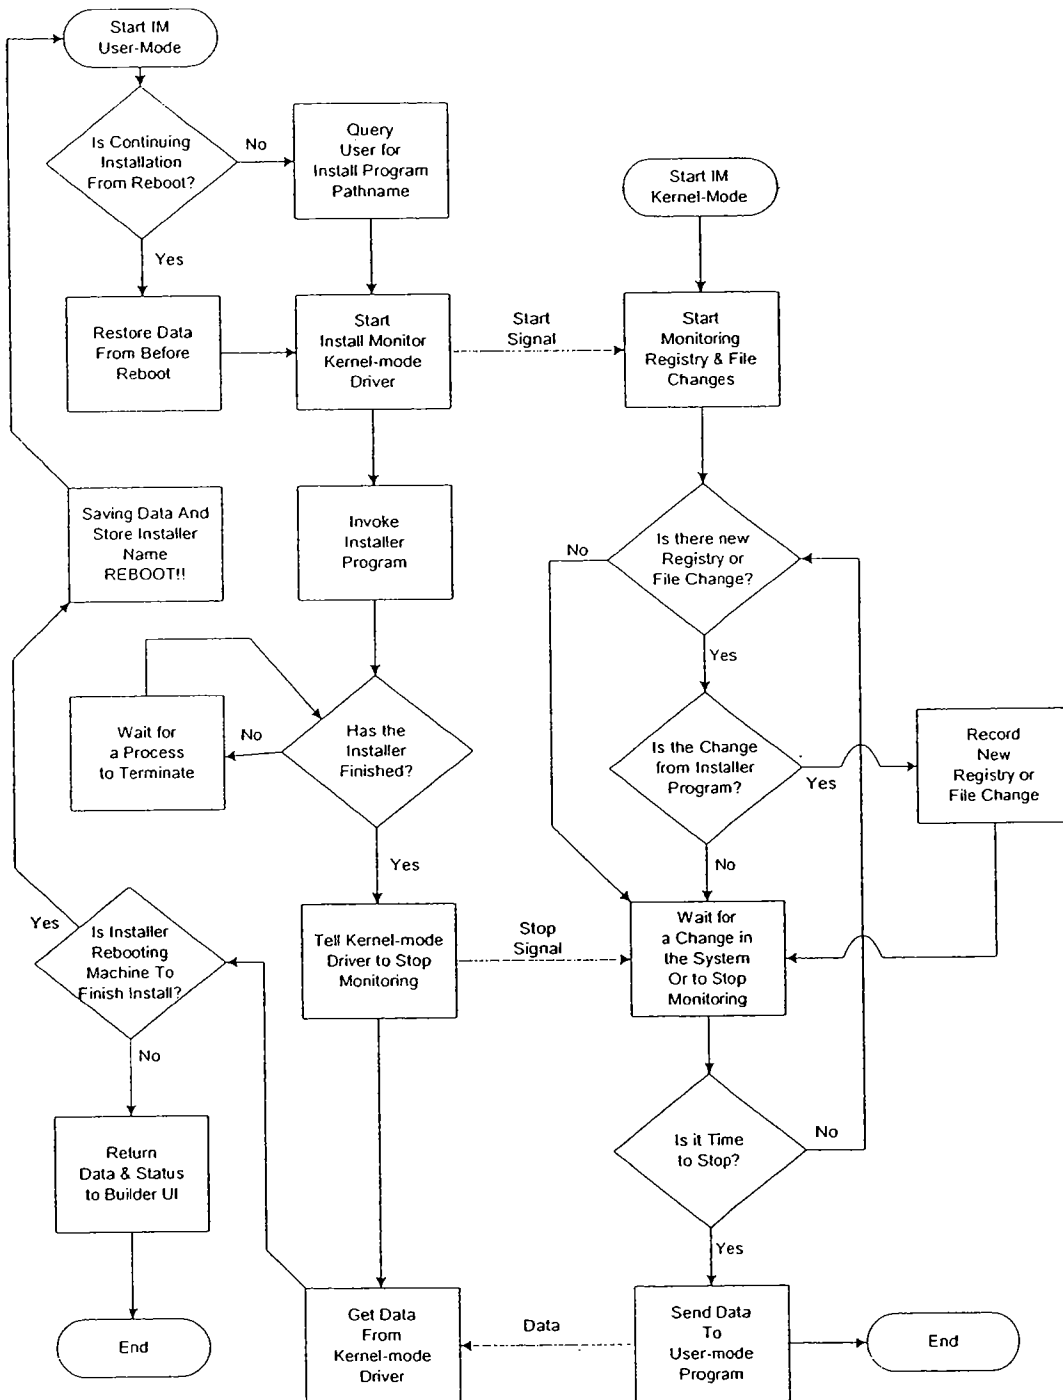 Start IM
User-Mode
Is Continuing
Installation
From Reboot?
No
Query
User for
Install Program
Pathname
Yes
Restore Data
From Before
Reboot
Start
Install Monitor
Kernel-mode
Driver
Start
Signal
Start IM
Kernel-Mode
Start
Monitoring
Registry & File
Changes
Saving Data And
Store Installer
Name
REBOOT!!
Invoke
Installer
Program
No
Is there new
Registry or
File Change?
Yes
Wait for
a Process
to Terminate
No
Has the
Installer
Finished?
Is the Change
from Installer
Program?
Yes
Record
New
Registry or
File Change
Yes
No
Yes
Is Installer
Rebooting
Machine To
Finish Install?
Tell Kernel-mode
Driver to Stop
Monitoring
Stop
Signal
Wait for
a Change in
the System
Or to Stop
Monitoring
No
Is it Time
to Stop?
No
Return
Data & Status
to Builder UI
Yes
End
Get Data
From
Kernel-mode
Driver
Data
Send Data
To
User-mode
Program
End